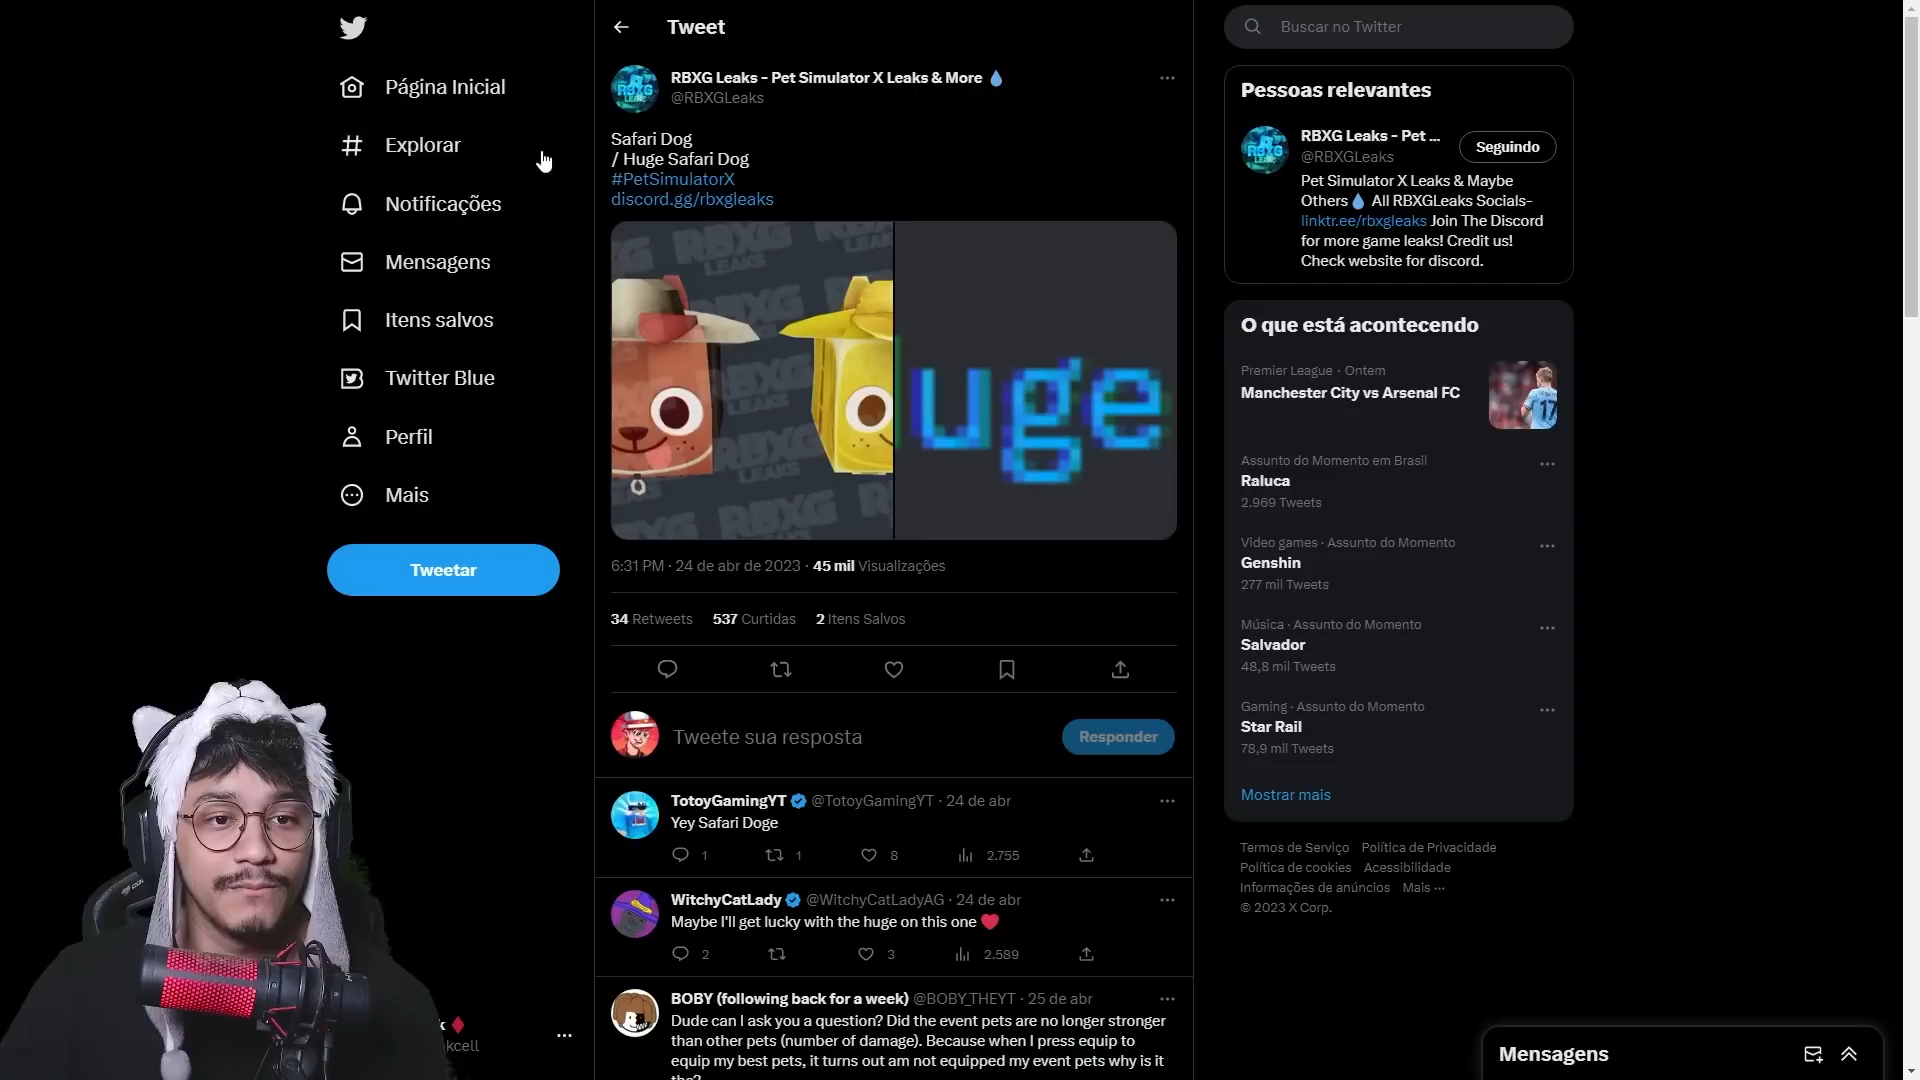 Página Inicial
Explorar
Notificações
Mensagens
Itens salvos
Twitter Blue
Perfil
Mais
Tweetar
k
kcell
Tweet
RBXG Leaks - Pet Simulator X Leaks & More
@RBXGLeaks
Safari Dog
/ Huge Safari Dog
#PetSimulatorX
discord.gg/rbxgleaks
RBXG
LEAKS
uge
6:31 PM · 24 de abr de 2023 · 45 mil Visualizações
34 Retweets 537 Curtidas 2 Itens Salvos
Tweete sua resposta
Responder
TotoyGamingYT @TotoyGamingYT · 24 de abr
Yey Safari Doge
1 1 8 2.755
WitchyCatLady @WitchyCatLadyAG · 24 de abr
Maybe I'll get lucky with the huge on this one
2 3 2.589
BOBY (following back for a week) @BOBY_THEYT · 25 de abr
Dude can I ask you a question? Did the event pets are no longer stronger
than other pets (number of damage). Because when I press equip to
equip my best pets, it turns out am not equipped my event pets why is it
Buscar no Twitter
Pessoas relevantes
RBXG Leaks - Pet ...
@RBXGLeaks
Seguindo
Pet Simulator X Leaks & Maybe
Others All RBXGLeaks Socials-
linktr.ee/rbxgleaks Join The Discord
for more game leaks! Credit us!
Check website for discord.
O que está acontecendo
Premier League · Ontem
Manchester City vs Arsenal FC
17
Assunto do Momento em Brasil
Raluca
2.969 Tweets
Video games · Assunto do Momento
Genshin
277 mil Tweets
Música · Assunto do Momento
Salvador
48,8 mil Tweets
Gaming · Assunto do Momento
Star Rail
78,9 mil Tweets
Mostrar mais
Termos de Serviço Política de Privacidade
Política de cookies Acessibilidade
Informações de anúncios Mais ···
© 2023 X Corp.
Mensagens